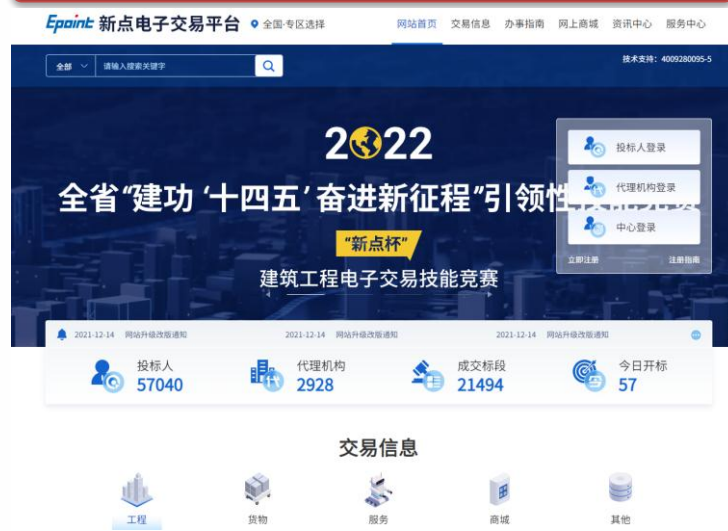 Epoint 新点电子交易平台 全国·专区选择 网站首页 交易信息 办事指南 网上商城 资讯中心 服务中心
全部 请输入搜索关键字 技术支持：4009280095-5
2022
全省“建功‘十四五’奋进新征程”引领性
“新点杯”
建筑工程电子交易技能竞赛
投标人登录
代理机构登录
中心登录
立即注册 注册指南
2021-12-14 网站升级改版通知 2021-12-14 网站升级改版通知 2021-12-14 网站升级改版通知
投标人 代理机构 成交标段 今日开标
57040 2928 21494 57
交易信息
工程 货物 服务 商城 其他